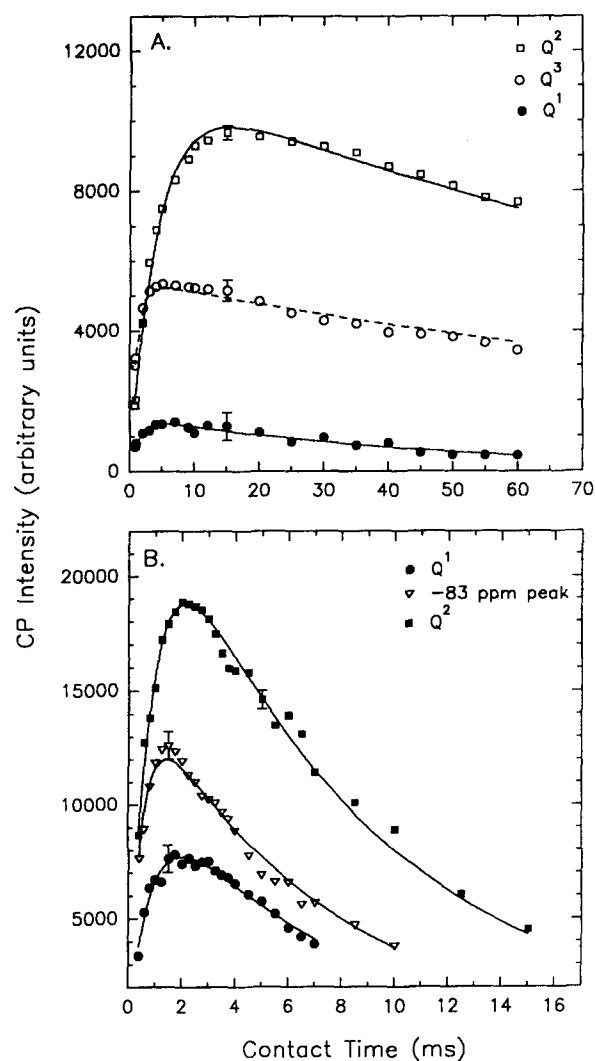 CP Intensity (arbitrary units)
A.
Q²
Q³
Q¹
12000
8000
4000
0
0 10 20 30 40 50 60 70
B.
Q¹
-83 ppm peak
Q²
20000
15000
10000
5000
0 2 4 6 8 10 12 14 16
Contact Time (ms)